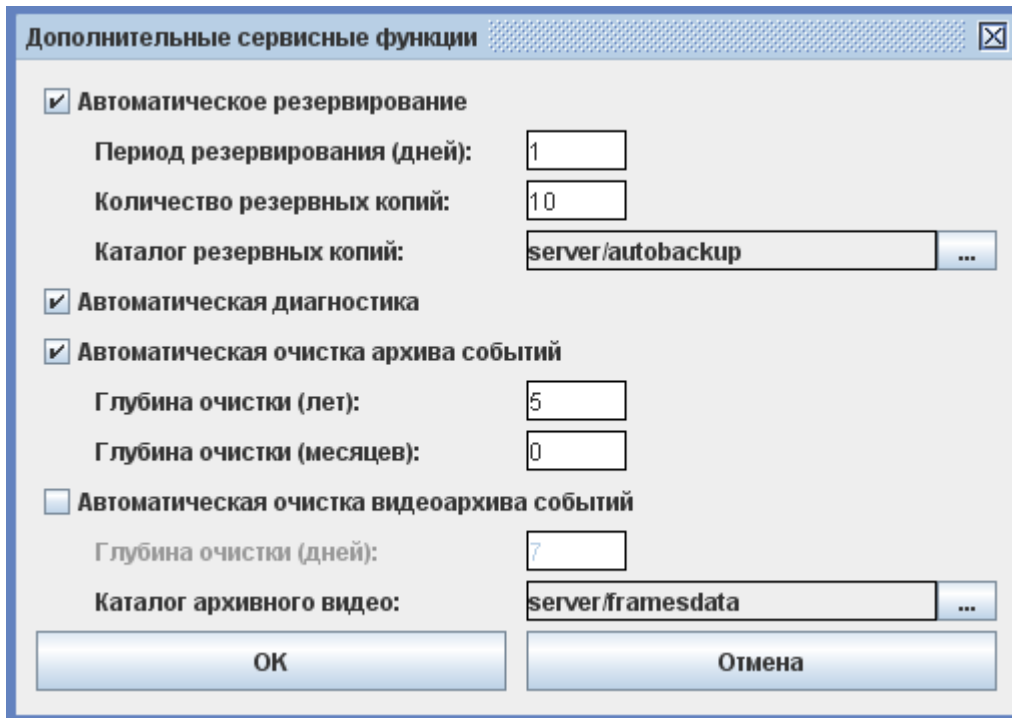 Дополнительные сервисные функции
Автоматическое резервирование
Период резервирования (дней): 1
Количество резервных копий: 10
Каталог резервных копий: server/autobackup ...
Автоматическая диагностика
Автоматическая очистка архива событий
Глубина очистки (лет): 5
Глубина очистки (месяцев): 0
Автоматическая очистка видеоархива событий
Глубина очистки (дней): 7
Каталог архивного видео: server/framesdata ...
ОК Отмена